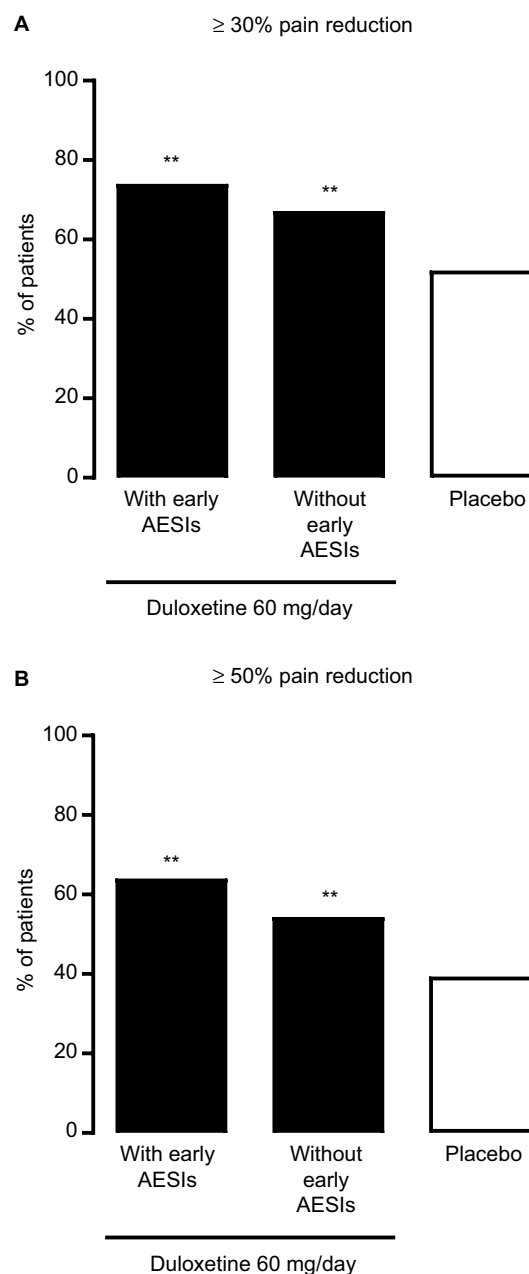 A
≥ 30% pain reduction
100
80
60
40
20
0
% of patients
**
**
With early
AESIs
Without
early
AESIs
Placebo
Duloxetine 60 mg/day
B
≥ 50% pain reduction
100
80
60
40
20
0
% of patients
**
**
With early
AESIs
Without
early
AESIs
Placebo
Duloxetine 60 mg/day